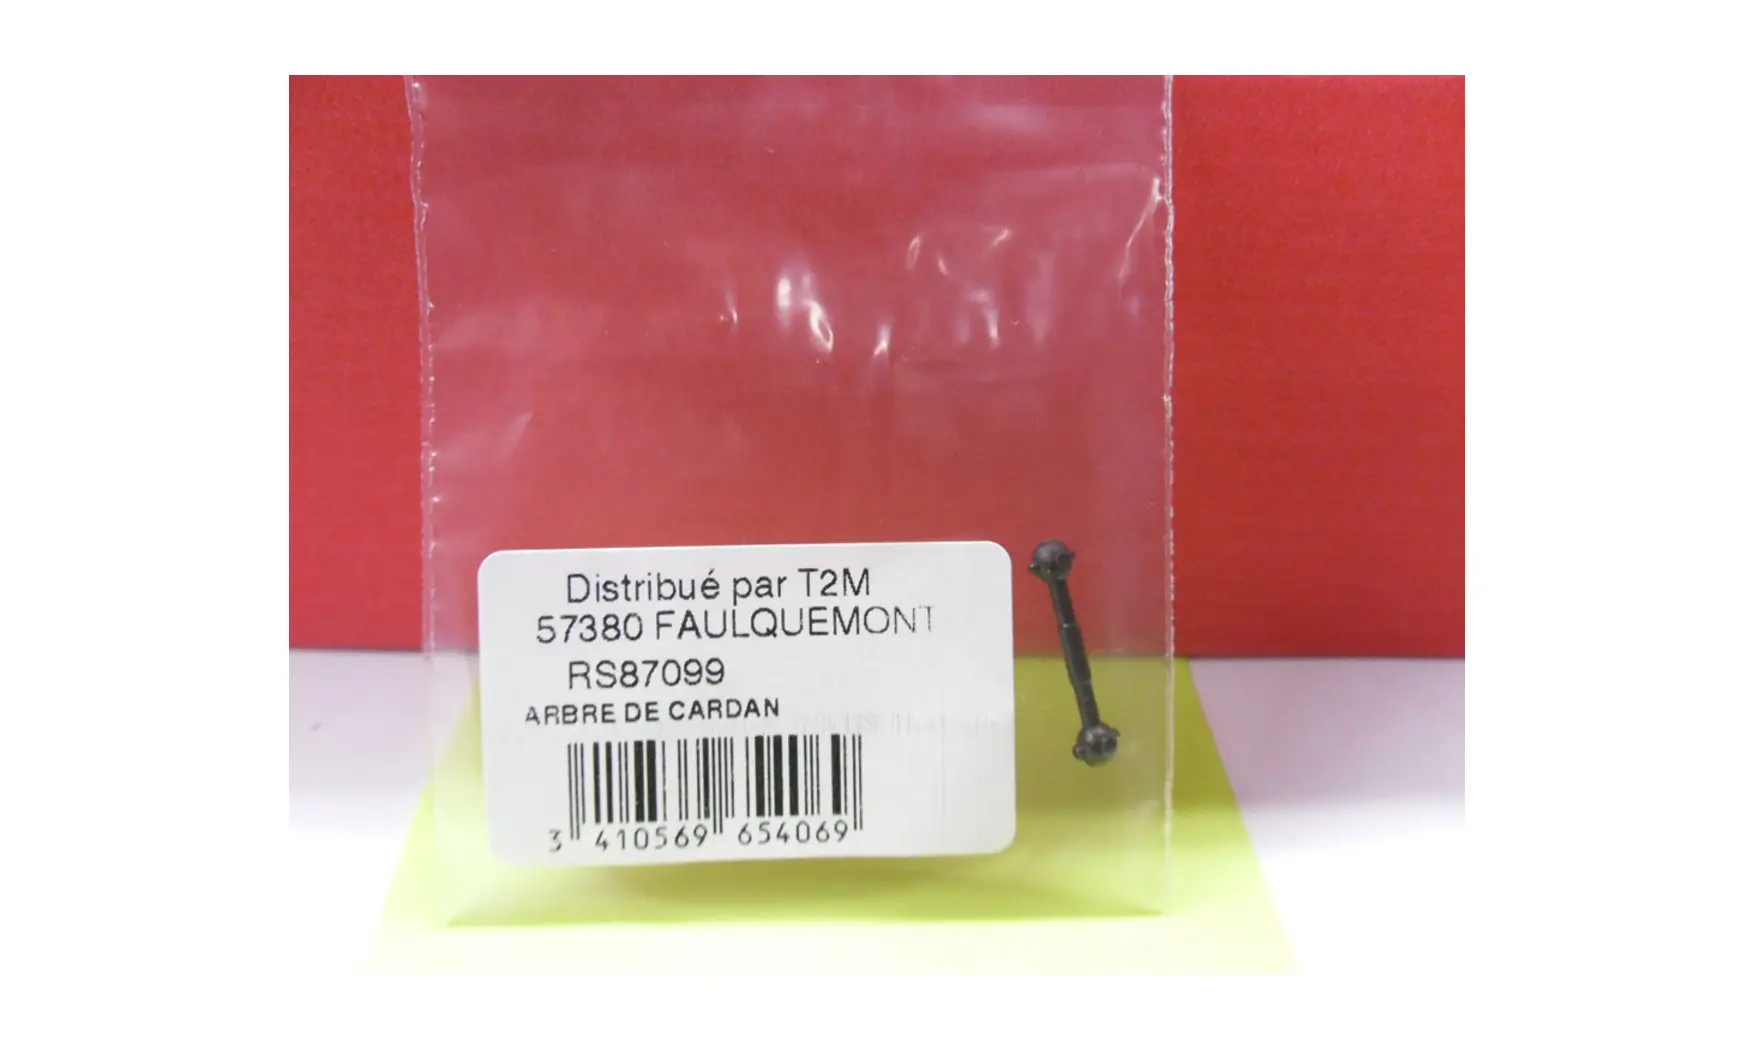 Distribué par T2M
57380 FAULQUEMONT
RS87099
ARBRE DE CARDAN
3 410569 654069